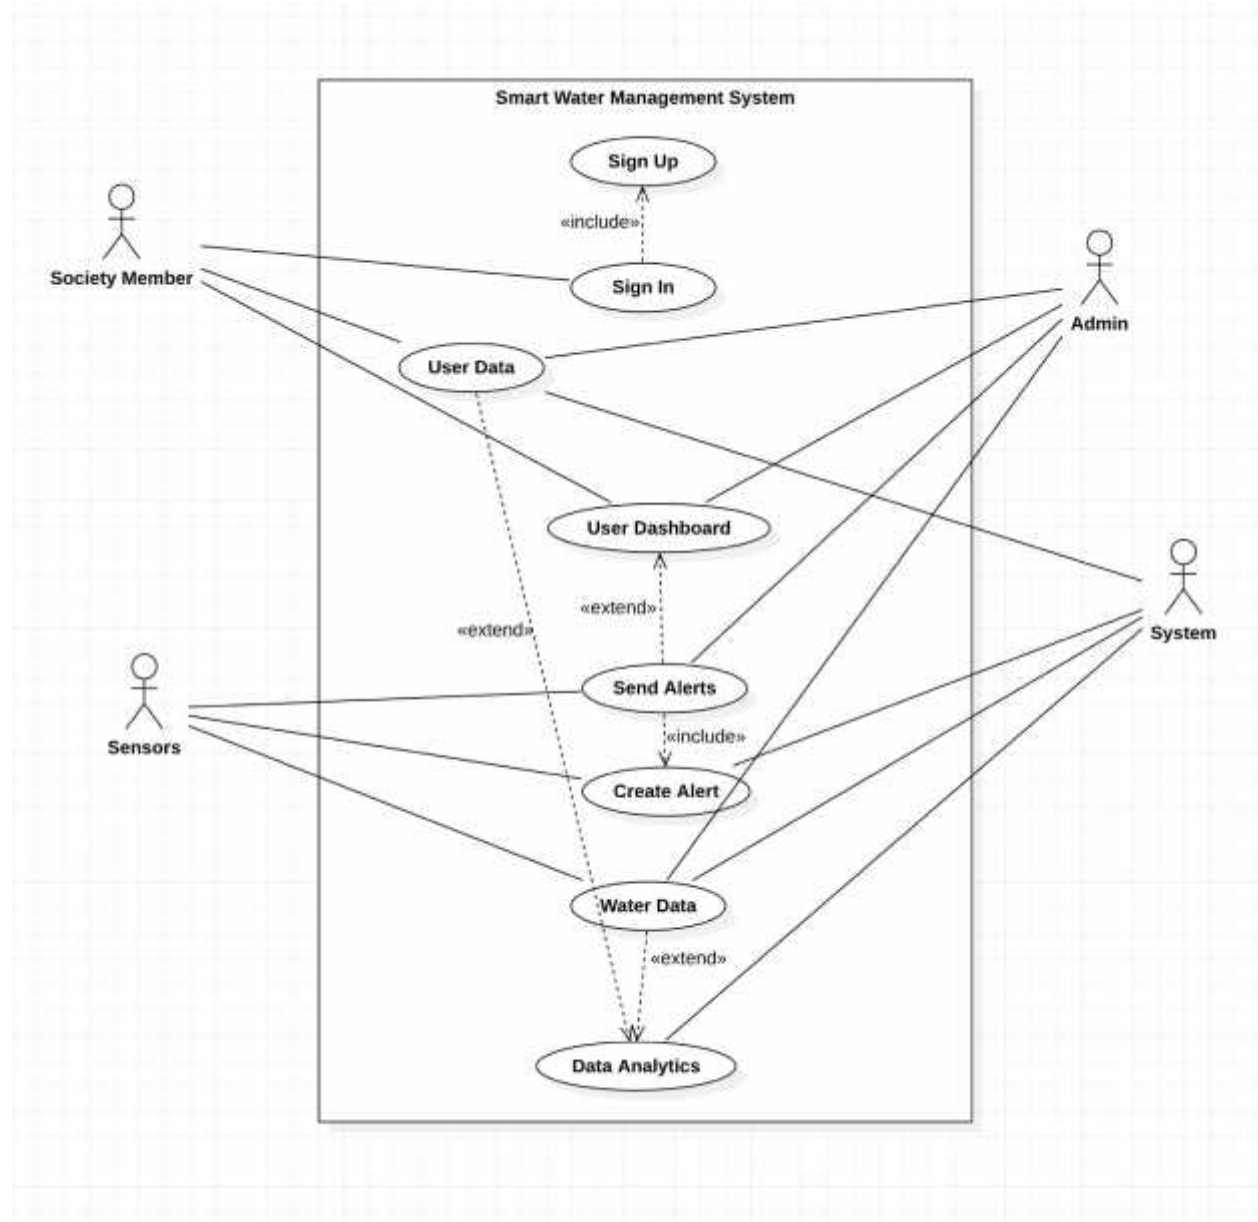 Smart Water Management System
Sign Up
«include»
Society Member
Sign In
Admin
User Data
User Dashboard
«extend»
«extend»
System
Send Alerts
Sensors
«include»
Create Alert
Water Data
«extend»
Data Analytics